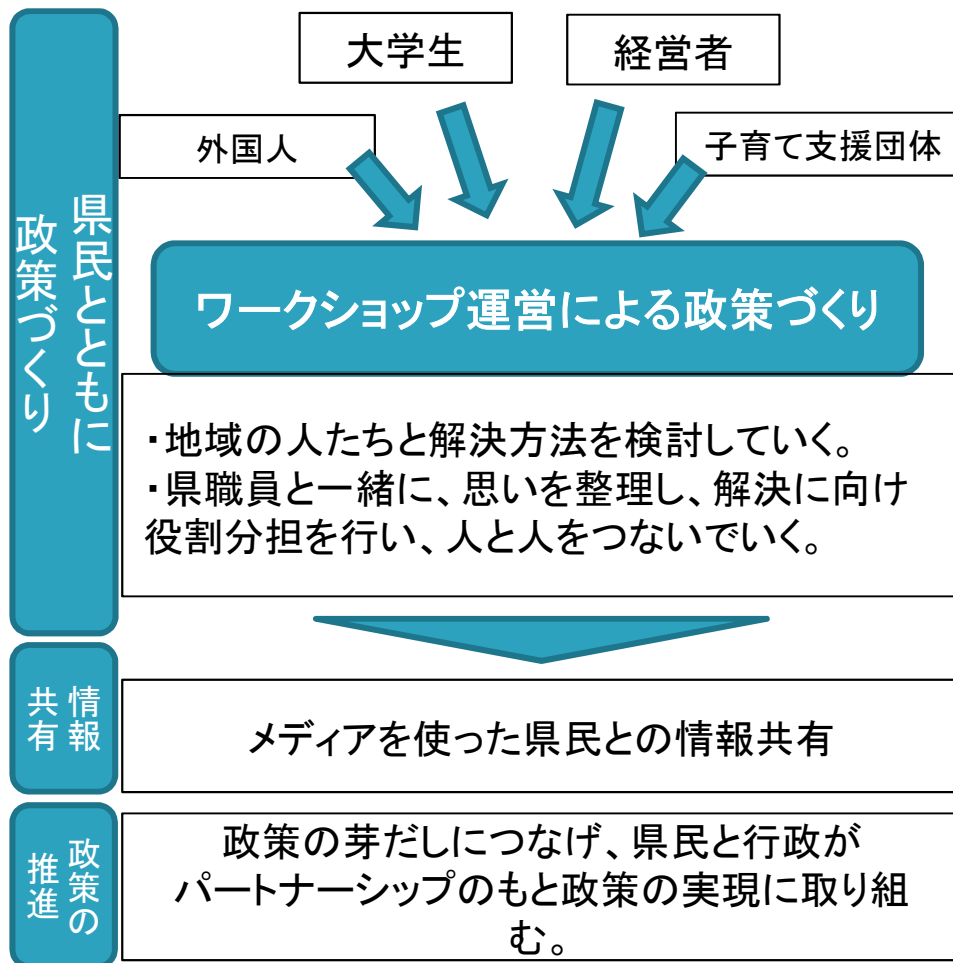 大学生
経営者
外国人
子育て支援団体
県民とともに
政策づくり
ワークショップ運営による政策づくり
・地域の人たちと解決方法を検討していく。
・県職員と一緒に、思いを整理し、解決に向け
役割分担を行い、人と人をつないでいく。
情報
共有
メディアを使った県民との情報共有
政策の
推進
政策の芽だしにつなげ、県民と行政が
パートナーシップのもと政策の実現に取り組
む。